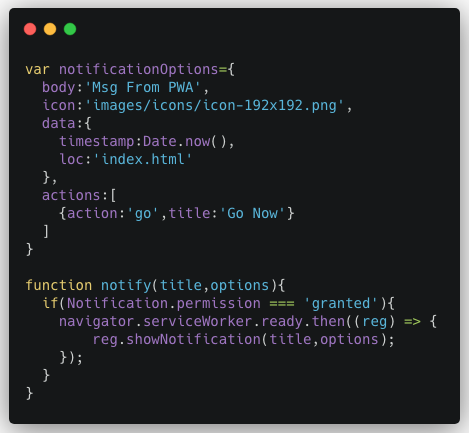 var notificationOptions={
  body:'Msg From PWA',
  icon:'images/icons/icon-192x192.png',
  data:{
    timestamp:Date.now(),
    loc:'index.html'
  },
  actions:[
    {action:'go',title:'Go Now'}
  ]
}

function notify(title,options){
  if(Notification.permission === 'granted'){
    navigator.serviceWorker.ready.then((reg) => {
        reg.showNotification(title,options);
    });
  }
}